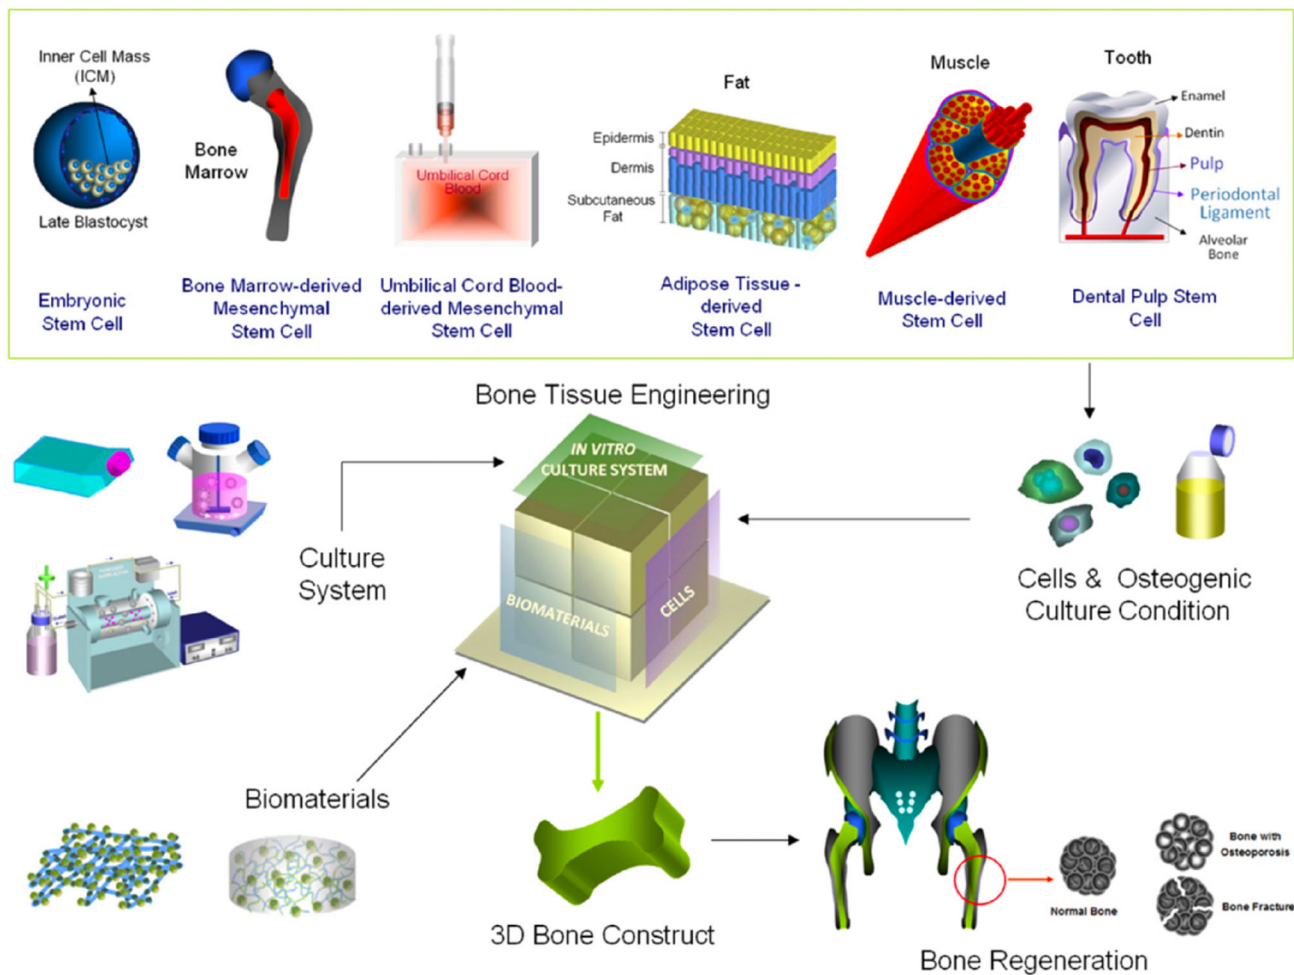 Inner Cell Mass
(ICM)
Late Blastocyst
Embryonic
Stem Cell
Bone
Marrow
Bone Marrow-derived
Mesenchymal
Stem Cell
Umbilical Cord
Blood
Umbilical Cord Blood-
derived Mesenchymal
Stem Cell
Fat
Epidermis
Dermis
Subcutaneous
Fat
Adipose Tissue -
derived
Stem Cell
Muscle
Muscle-derived
Stem Cell
Tooth
Enamel
Dentin
Pulp
Periodontal
Ligament
Alveolar
Bone
Dental Pulp Stem
Cell
Bone Tissue Engineering
IN VITRO
CULTURE SYSTEM
BIOMATERIALS
CELLS
Culture
System
Cells & Osteogenic
Culture Condition
Biomaterials
3D Bone Construct
Normal Bone
Bone with
Osteoporosis
Bone Fracture
Bone Regeneration